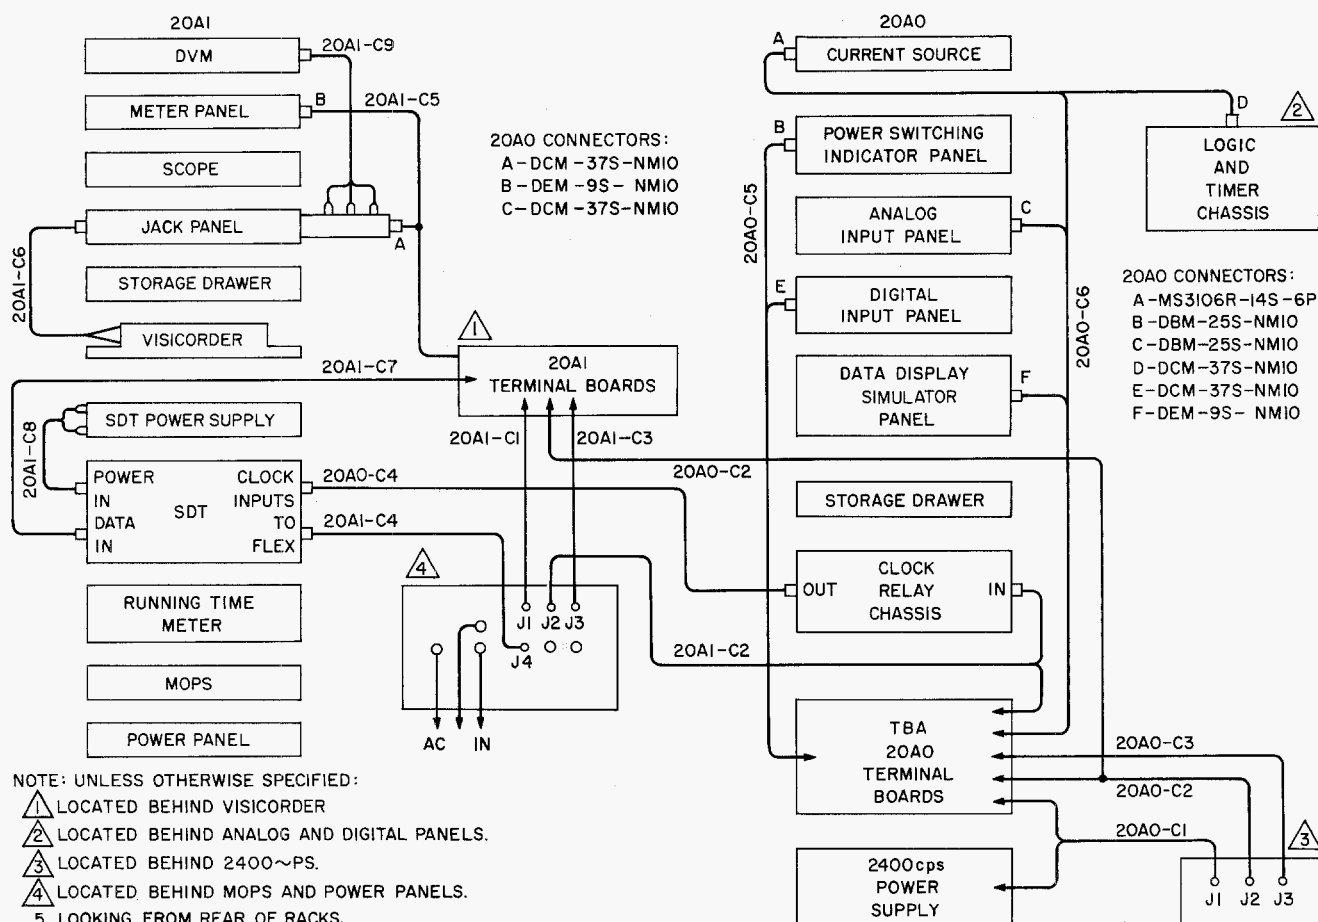 20A1
DVM
20A1-C9
METER PANEL
B
20A1-C5
SCOPE
JACK PANEL
A
20A1-C6
STORAGE DRAWER
VISICORDER
20A1-C7
SDT POWER SUPPLY
20A1-C8
POWER
IN
DATA
IN
SDT
CLOCK
INPUTS
TO
FLEX
20A0-C4
20A1-C4
RUNNING TIME
METER
MOPS
POWER PANEL
20A0 CONNECTORS:
A-DCM-37S-NM10
B-DEM-9S- NM10
C-DCM-37S-NM10
1
20A1
TERMINAL BOARDS
20A1-C1
20A1-C3
20A0-C2
4
J1 J2 J3
J4
AC IN
20A1-C2
20A0
A
CURRENT SOURCE
B
POWER SWITCHING
INDICATOR PANEL
20A0-C5
ANALOG
INPUT PANEL
C
E
DIGITAL
INPUT PANEL
20A0-C6
DATA DISPLAY
SIMULATOR
PANEL
F
STORAGE DRAWER
OUT
CLOCK
RELAY
CHASSIS
IN
TBA
20A0
TERMINAL
BOARDS
20A0-C3
20A0-C2
20A0-C1
2400cps
POWER
SUPPLY
3
J1 J2 J3
D
2
LOGIC
AND
TIMER
CHASSIS
20A0 CONNECTORS:
A-MS3106R-14S-6P
B-DBM-25S-NM10
C-DBM-25S-NM10
D-DCM-37S-NM10
E-DCM-37S-NM10
F-DEM-9S- NM10
NOTE: UNLESS OTHERWISE SPECIFIED:
1 LOCATED BEHIND VISICORDER
2 LOCATED BEHIND ANALOG AND DIGITAL PANELS.
3 LOCATED BEHIND 2400~PS.
4 LOCATED BEHIND MOPS AND POWER PANELS.
5. LOOKING FROM REAR OF RACKS.